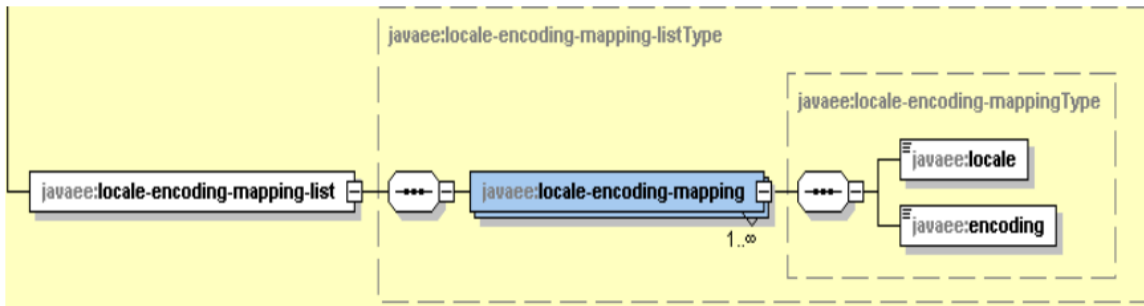 javaee:locale-encoding-mapping-listType
javaee:locale-encoding-mappingType
javaee:locale
javaee:locale-encoding-mapping-list
javaee:locale-encoding-mapping
javaee:encoding
1..∞